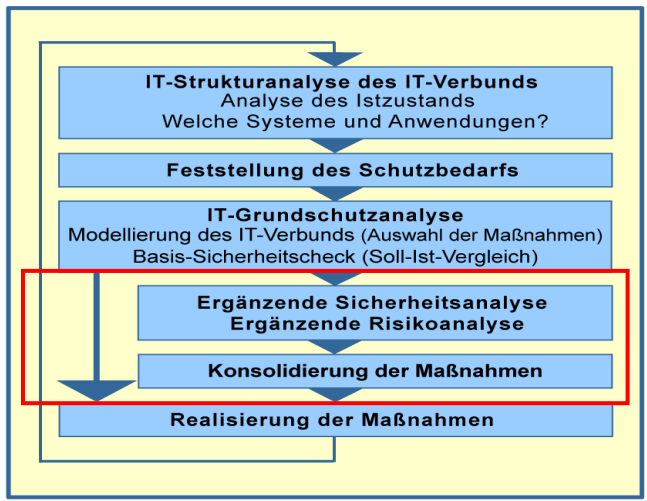 IT-Strukturanalyse des IT-Verbunds
Analyse des Istzustands
Welche Systeme und Anwendungen?
Feststellung des Schutzbedarfs
IT-Grundschutzanalyse
Modellierung des IT-Verbunds (Auswahl der Maßnahmen)
Basis-Sicherheitscheck (Soll-Ist-Vergleich)
Ergänzende Sicherheitsanalyse
Ergänzende Risikoanalyse
Konsolidierung der Maßnahmen
Realisierung der Maßnahmen